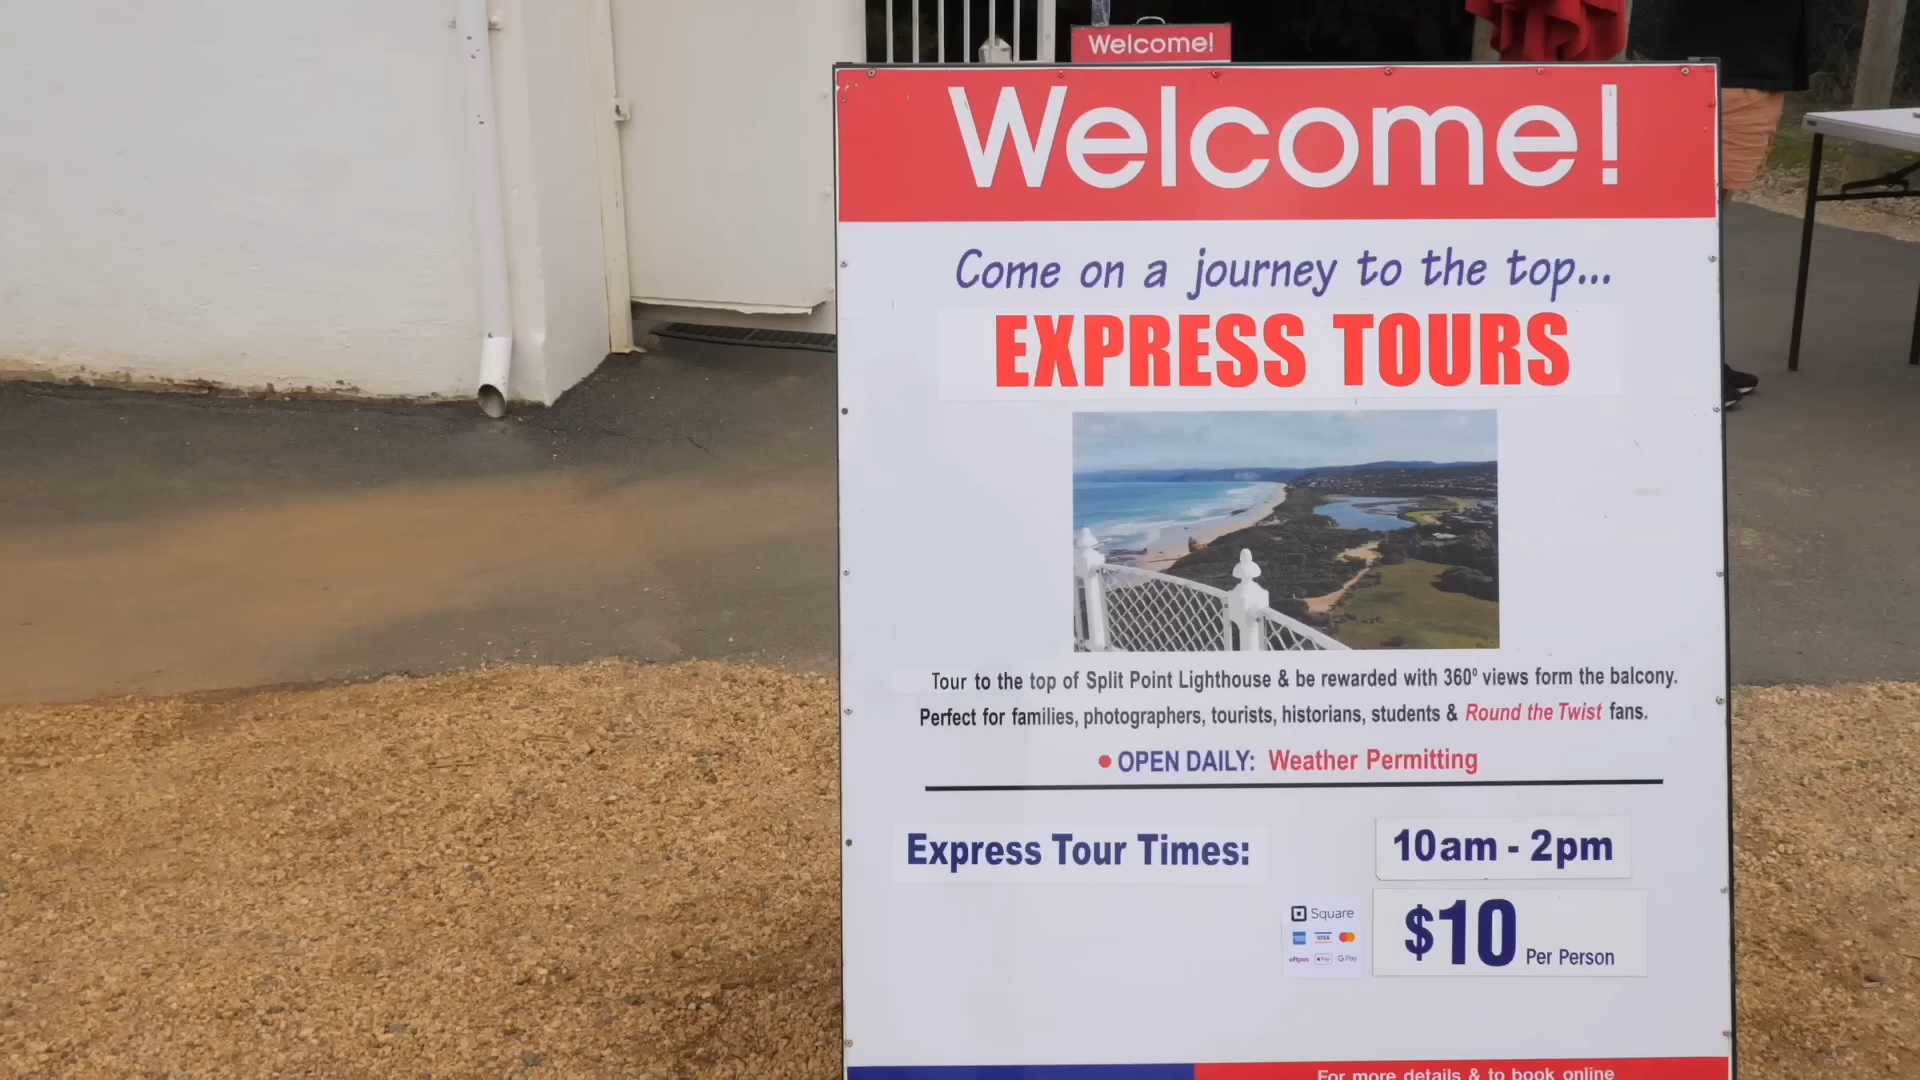 Welcome!
Welcome!
Come on a journey to the top...
EXPRESS TOURS
Tour to the top of Split Point Lighthouse & be rewarded with 360º views form the balcony.
Perfect for families, photographers, tourists, historians, students & Round the Twist fans.
• OPEN DAILY: Weather Permitting
Express Tour Times: 10am - 2pm
Square
VISA
eftpos Pay G Pay
$10 Per Person
For more details & to book online